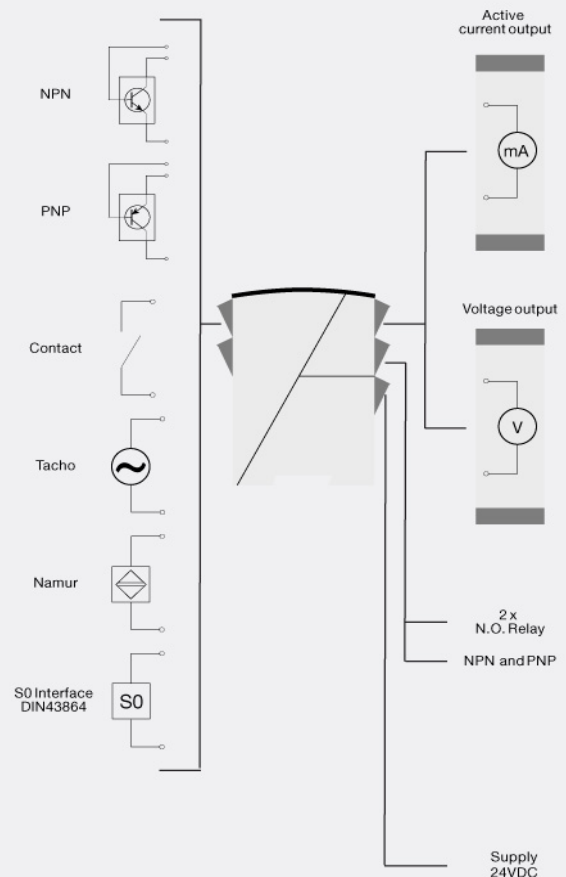 NPN
PNP
Contact
Tacho
Namur
S0 Interface
DIN43864
S0
Active
current output
mA
Voltage output
V
2 x
N.O. Relay
NPN and PNP
Supply
24VDC